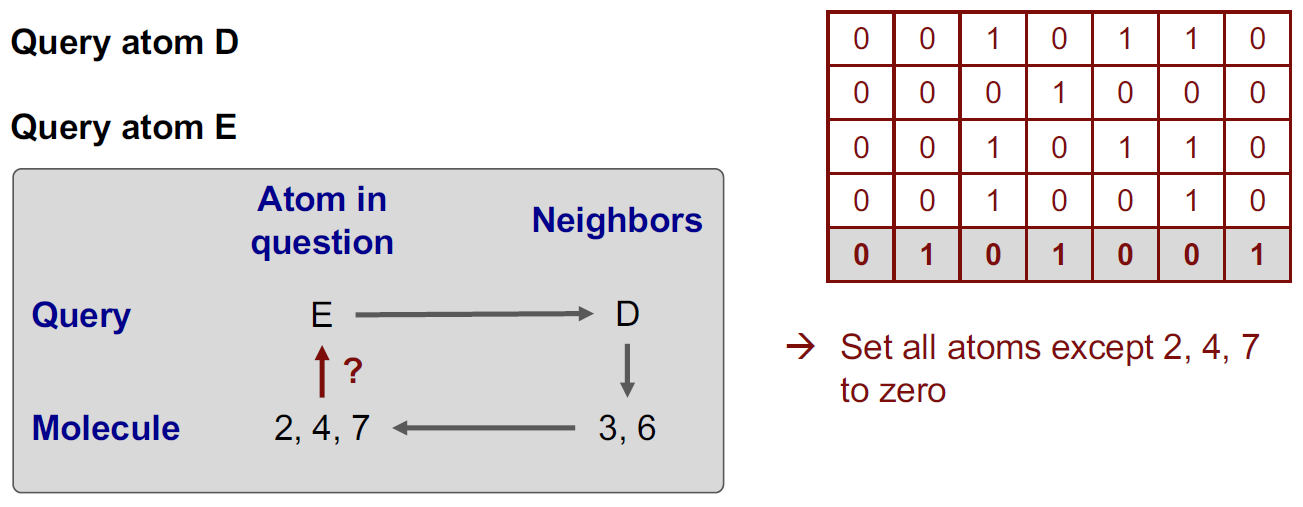 Query atom D
Query atom E
Atom in
question
Neighbors
Query
E
D
?
Molecule
2, 4, 7
3, 6
0 0 1 0 1 1 0
0 0 0 1 0 0 0
0 0 1 0 1 1 0
0 0 1 0 0 1 0
0 1 0 1 0 0 1
→ Set all atoms except 2, 4, 7
to zero